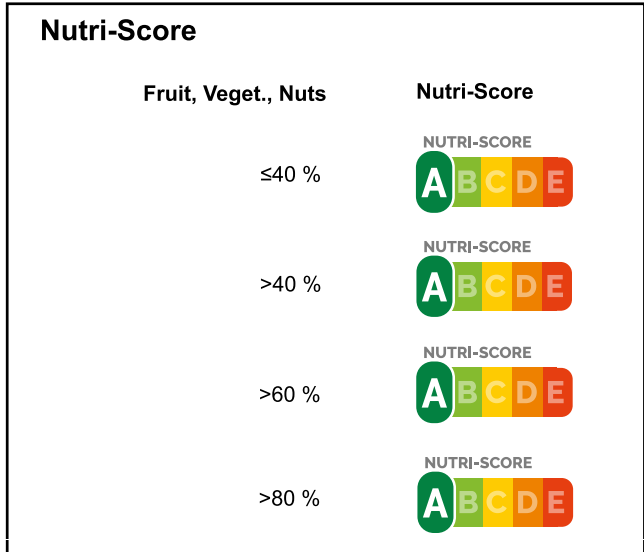 Nutri-Score
Fruit, Veget., Nuts Nutri-Score
NUTRI-SCORE
≤40 % A B C D E
NUTRI-SCORE
>40 % A B C D E
NUTRI-SCORE
>60 % A B C D E
NUTRI-SCORE
>80 % A B C D E